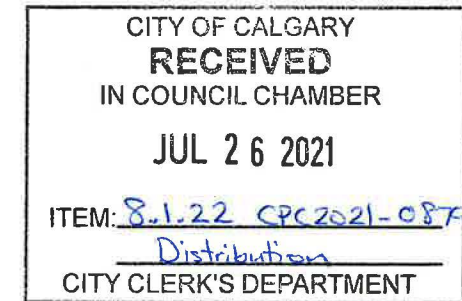 CITY OF CALGARY
RECEIVED
IN COUNCIL CHAMBER
JUL 26 2021
ITEM: 8.1.22 CPC2021-087
Distribution
CITY CLERK'S DEPARTMENT